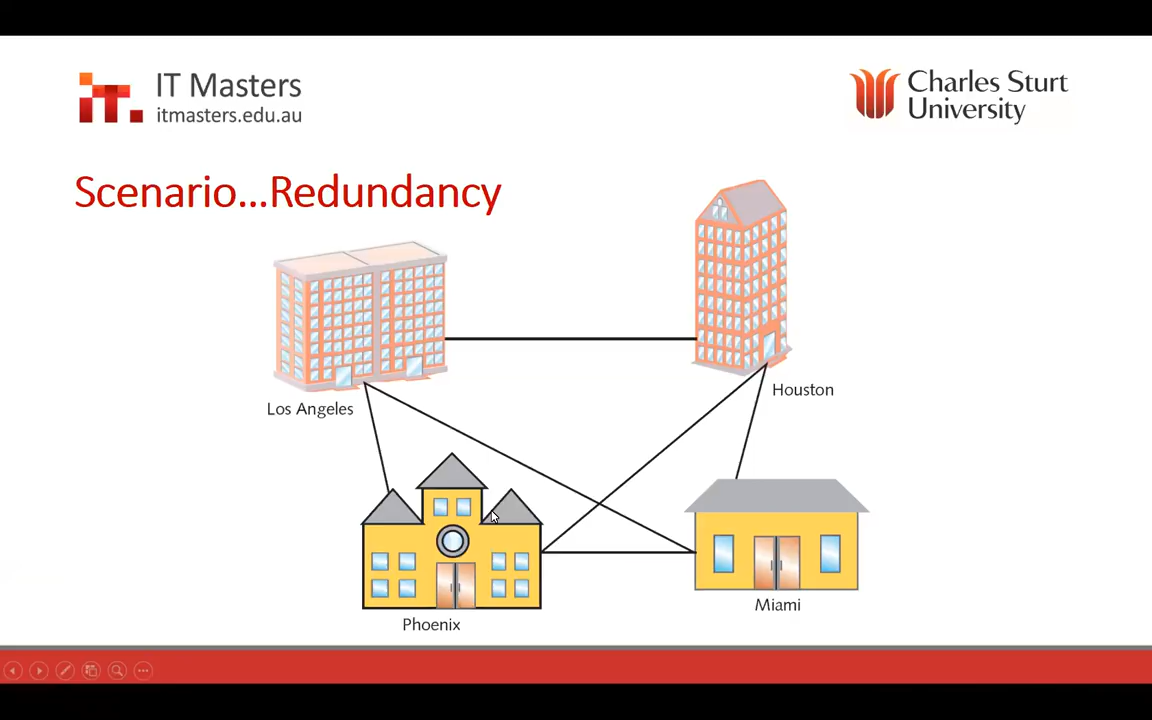 IT Masters
itmasters.edu.au
Charles Sturt
University
Scenario...Redundancy
Los Angeles
Houston
Phoenix
Miami